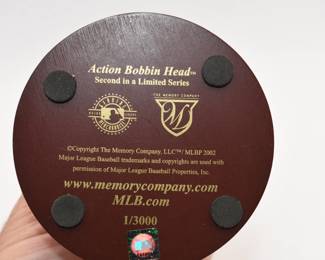 Action Bobbin Head™
Second in a Limited Series
THE MEMORY COMPANY
GENUINE
MERCHANDISE
M
©Copyright The Memory Company, LLC™/ MLBP 2002
Major League Baseball trademarks and copyrights are used with
permission of Major League Baseball Properties, Inc.
www.memorycompany.com
MLB.com
1/3000